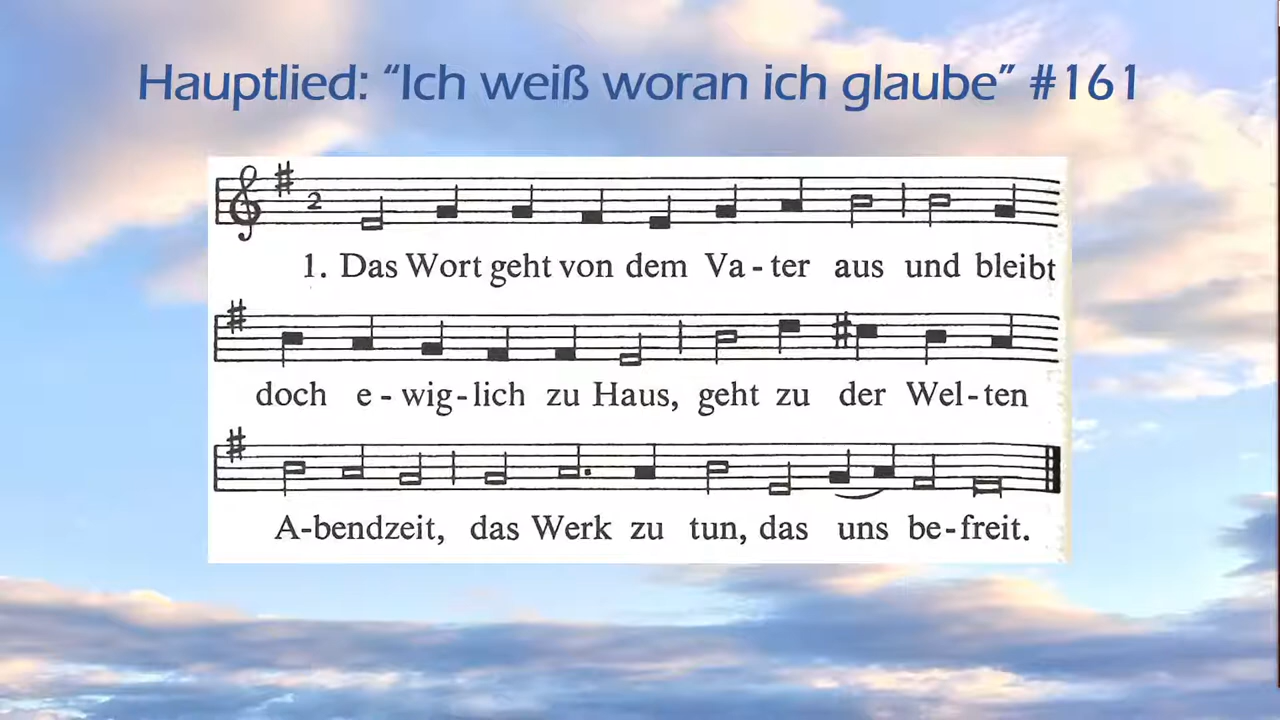 Hauptlied: “Ich weiß woran ich glaube” #161
2
1. Das Wort geht von dem Va - ter aus und bleibt
doch e - wig - lich zu Haus, geht zu der Wel - ten
A-bendzeit, das Werk zu tun, das uns be-freit.